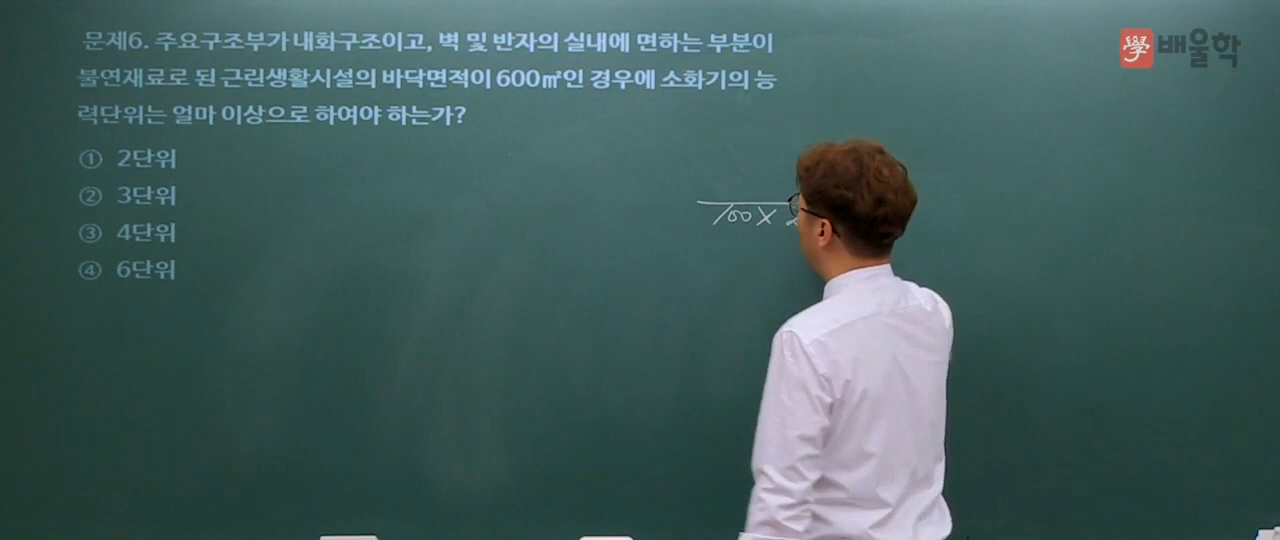 문제6. 주요구조부가 내화구조이고, 벽 및 반자의 실내에 면하는 부분이
불연재료로 된 근린생활시설의 바닥면적이 600㎡인 경우에 소화기의 능
력단위는 얼마 이상으로 하여야 하는가?
① 2단위
② 3단위
③ 4단위
④ 6단위
100 X
學 배울학